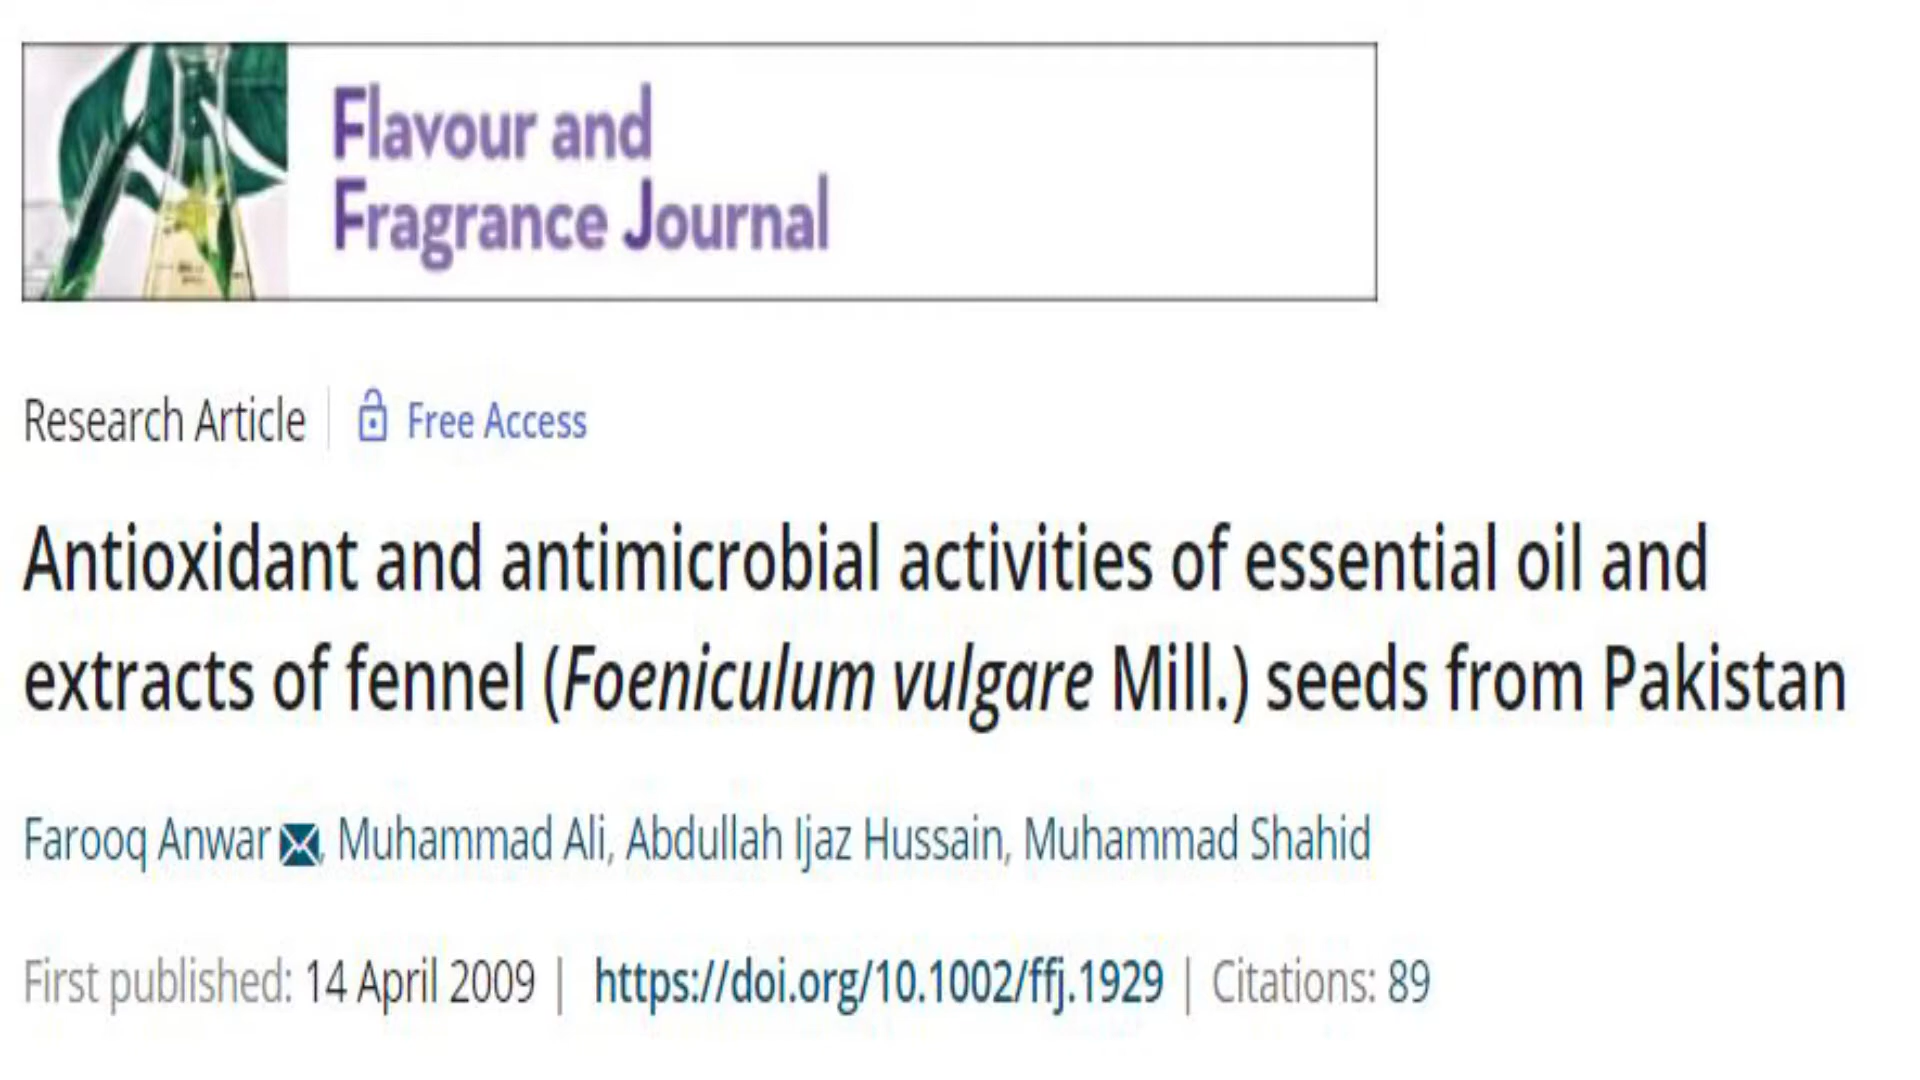 Flavour and
Fragrance Journal
Research Article | Free Access
Antioxidant and antimicrobial activities of essential oil and
extracts of fennel (Foeniculum vulgare Mill.) seeds from Pakistan
Farooq Anwar, Muhammad Ali, Abdullah Ijaz Hussain, Muhammad Shahid
First published: 14 April 2009 | https://doi.org/10.1002/ffj.1929 | Citations: 89